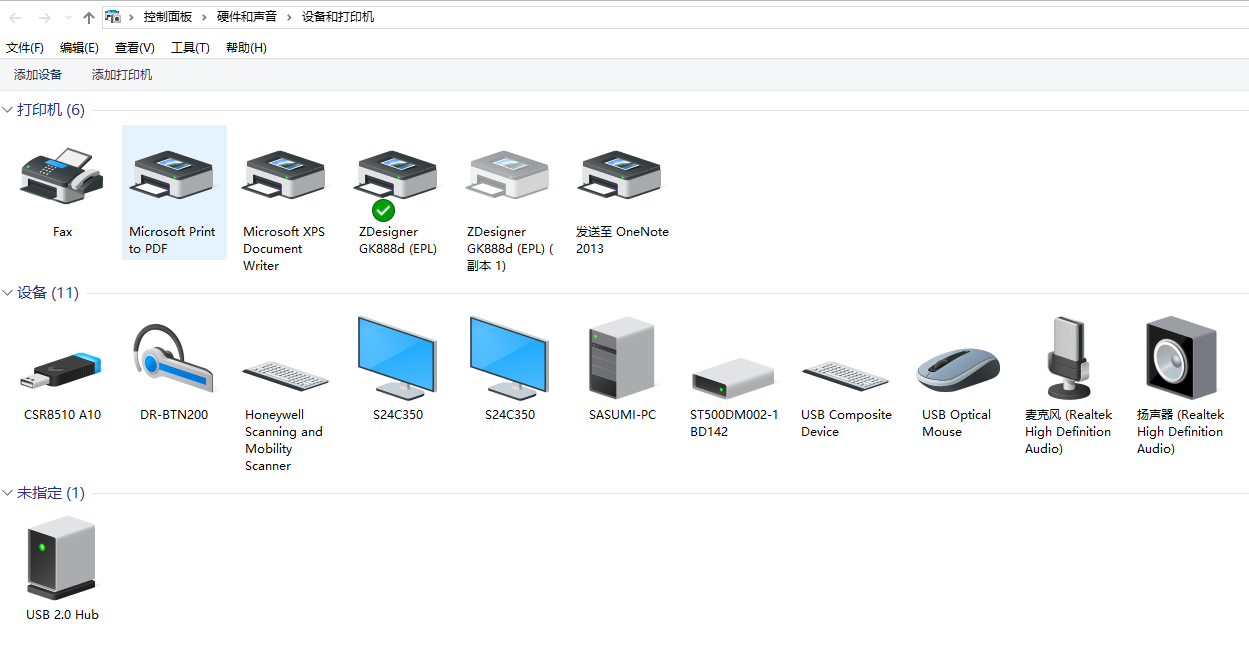 控制面板 › 硬件和声音 › 设备和打印机
文件(F) 编辑(E) 查看(V) 工具(T) 帮助(H)
添加设备 添加打印机
打印机 (6)
Fax
Microsoft Print
to PDF
Microsoft XPS
Document
Writer
ZDesigner
GK888d (EPL)
ZDesigner
GK888d (EPL) (
副本 1)
发送至 OneNote
2013
设备 (11)
CSR8510 A10
DR-BTN200
Honeywell
Scanning and
Mobility
Scanner
S24C350
S24C350
SASUMI-PC
ST500DM002-1
BD142
USB Composite
Device
USB Optical
Mouse
麦克风 (Realtek
High Definition
Audio)
扬声器 (Realtek
High Definition
Audio)
未指定 (1)
USB 2.0 Hub